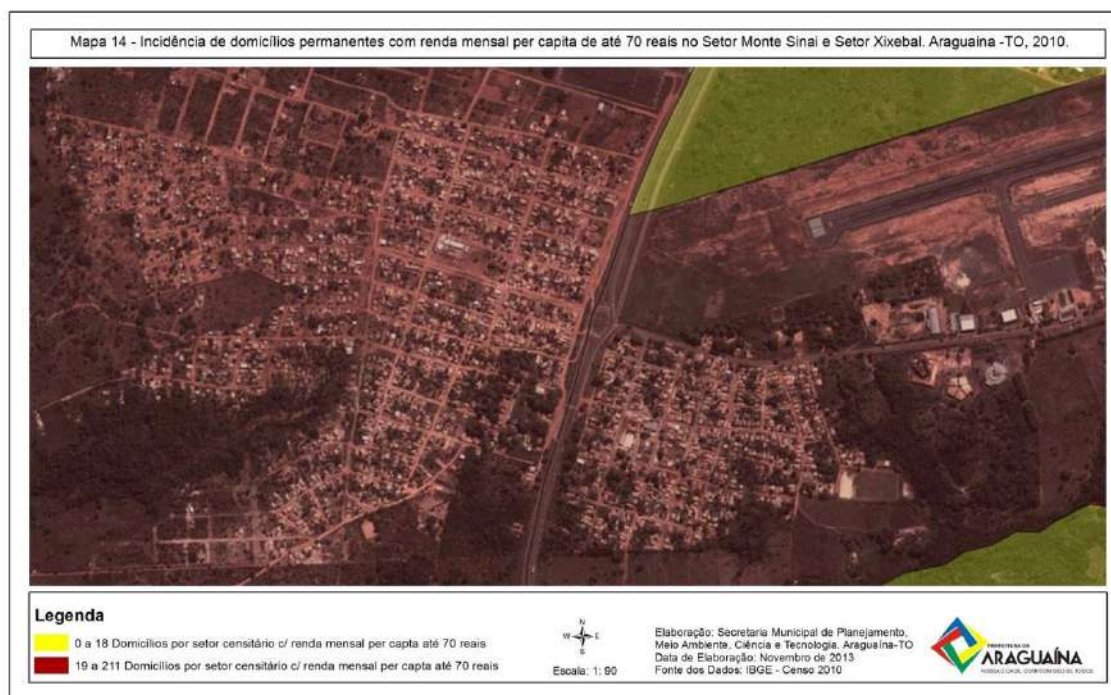 Mapa 14 - Incidência de domicílios permanentes com renda mensal per capita de até 70 reais no Setor Monte Sinai e Setor Xixebal. Araguaína -TO, 2010.
Legenda
0 a 18 Domicílios por setor censitário c/ renda mensal per capta até 70 reais
19 a 211 Domicílios por setor censitário c/ renda mensal per capta até 70 reais
N
W E
S
Escala: 1: 90
Elaboração: Secretaria Municipal de Planejamento,
Meio Ambiente, Ciência e Tecnologia. Araguaína-TO
Data de Elaboração: Novembro de 2013
Fonte dos Dados: IBGE - Censo 2010
PREFEITURA DE
ARAGUAÍNA